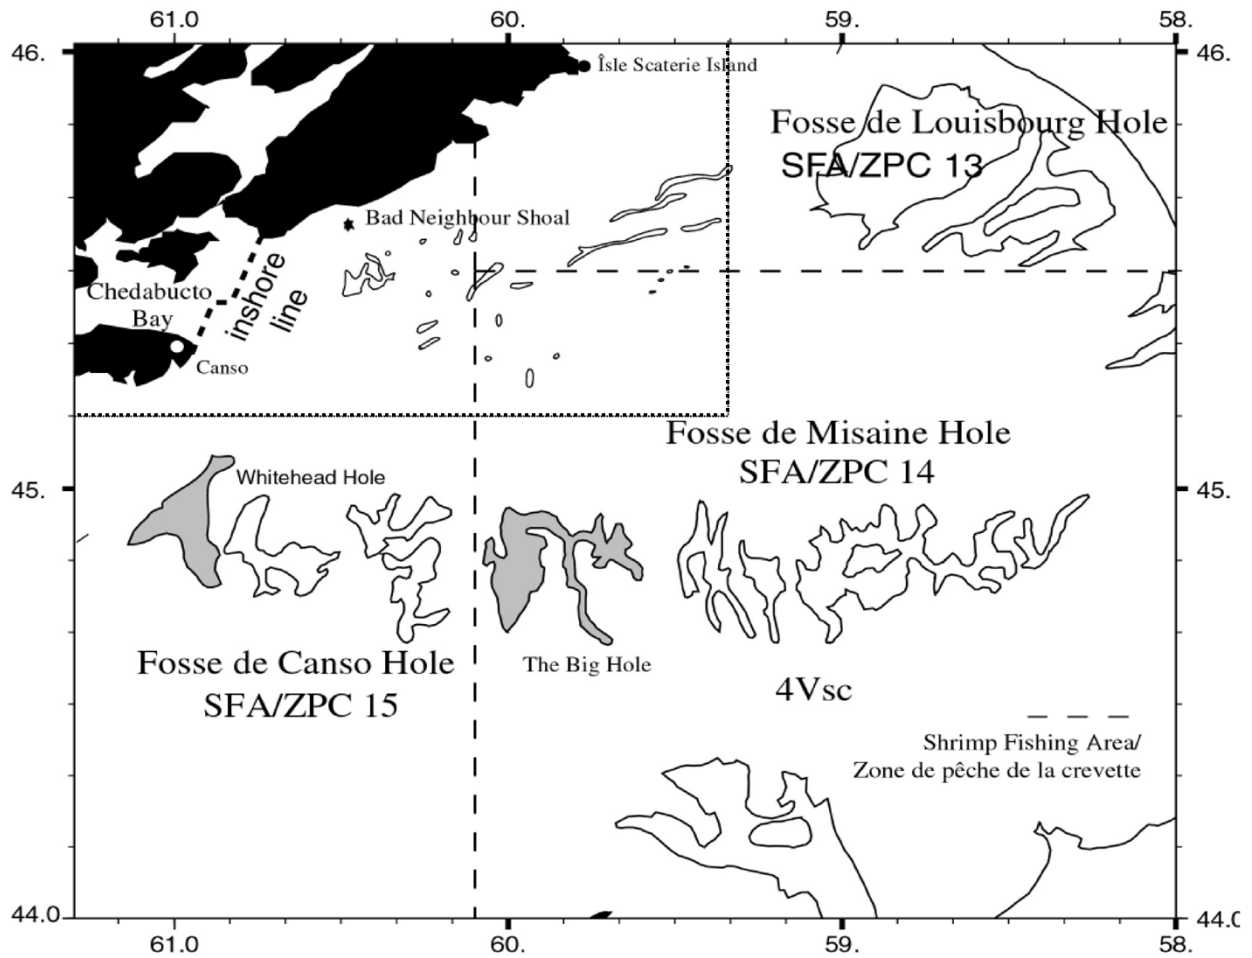 61.0 60. 59. 58.
46. 46.
Îsle Scaterie Island
Fosse de Louisbourg Hole
SFA/ZPC 13
Bad Neighbour Shoal
inshore
line
Chedabucto
Bay
Canso
Fosse de Misaine Hole
SFA/ZPC 14
Whitehead Hole
45. 45.
Fosse de Canso Hole
SFA/ZPC 15
The Big Hole
4Vsc
Shrimp Fishing Area/
Zone de pêche de la crevette
44.0 44.0
61.0 60. 59. 58.